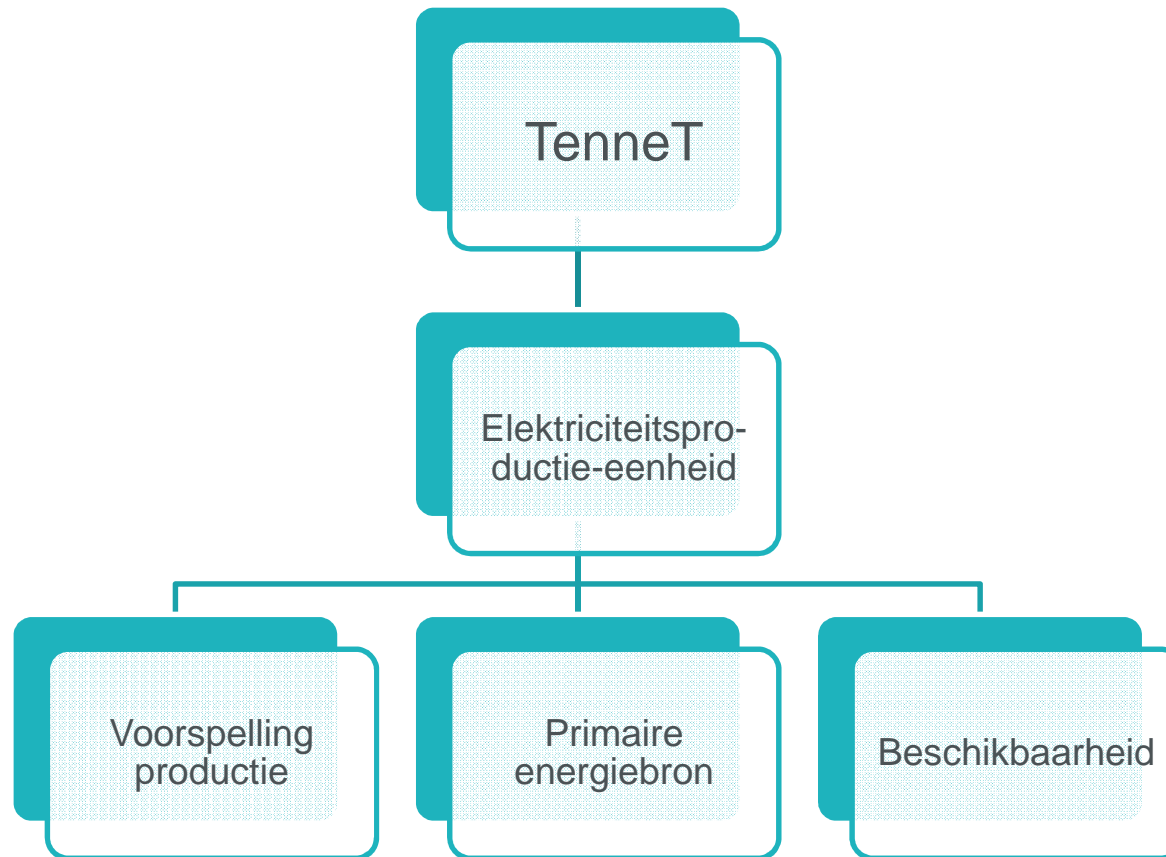 TenneT
Elektriciteitspro-
ductie-eenheid
Voorspelling
productie
Primaire
energiebron
Beschikbaarheid